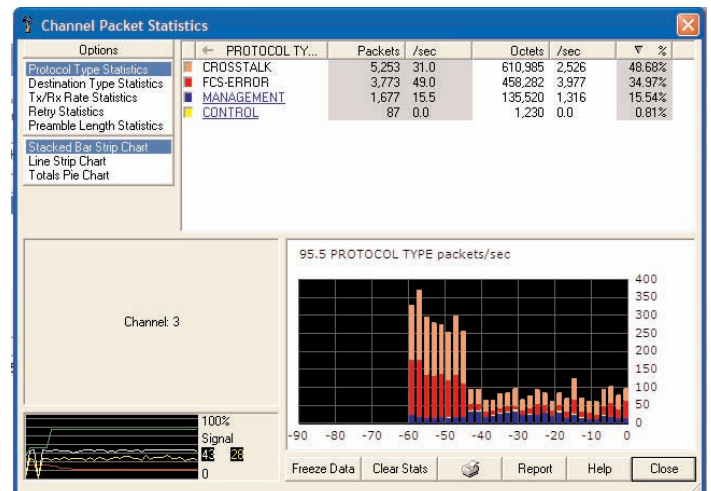 Channel Packet Statistics
Options
Protocol Type Statistics
Destination Type Statistics
Tx/Rx Rate Statistics
Retry Statistics
Preamble Length Statistics
Stacked Bar Strip Chart
Line Strip Chart
Totals Pie Chart
← PROTOCOL TY... Packets /sec Octets /sec ▽ %
CROSSTALK 5,253 31.0 610,985 2,526 48.68%
FCS-ERROR 3,773 49.0 458,282 3,977 34.97%
MANAGEMENT 1,677 15.5 135,520 1,316 15.54%
CONTROL 87 0.0 1,230 0.0 0.81%
Channel: 3
100%
Signal
43 28
0
95.5 PROTOCOL TYPE packets/sec
400
350
300
250
200
150
100
50
0
-90 -80 -70 -60 -50 -40 -30 -20 -10 0
Freeze Data Clear Stats Report Help Close